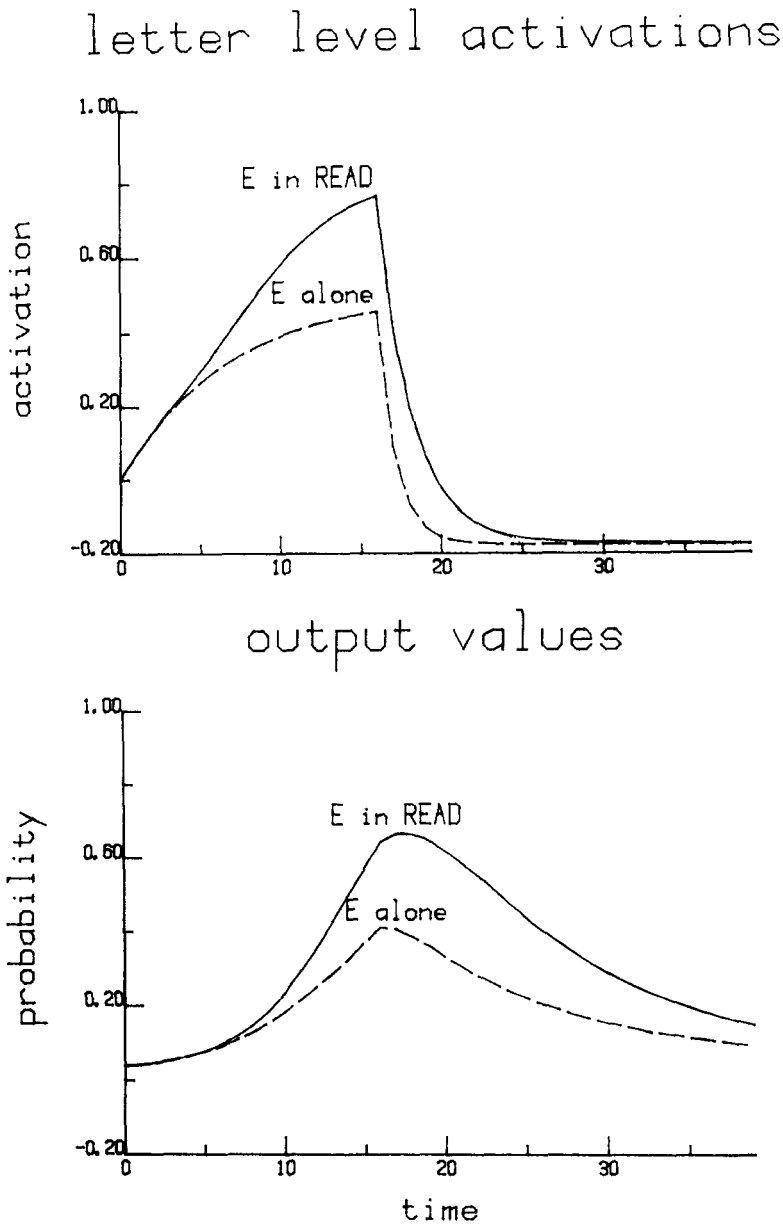 letter level activations
1.00
E in READ
0.60
E alone
activation
0.20
-0.20
0 10 20 30
output values
1.00
E in READ
0.60
E alone
probability
0.20
-0.20
0 10 20 30
time